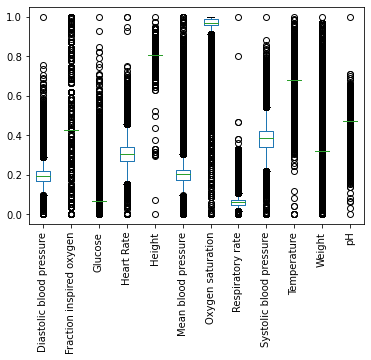 1.0
0.8
0.6
0.4
0.2
0.0
Diastolic blood pressure
Fraction inspired oxygen
Glucose
Heart Rate
Height
Mean blood pressure
Oxygen saturation
Respiratory rate
Systolic blood pressure
Temperature
Weight
pH